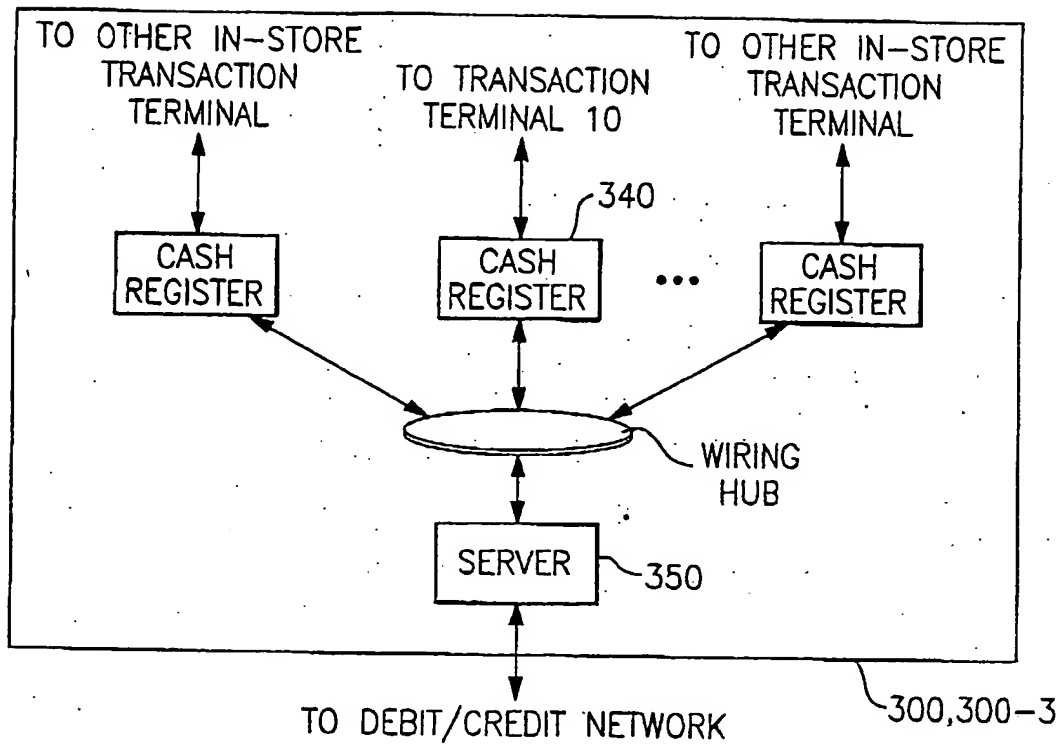 TO OTHER IN-STORE
TRANSACTION
TERMINAL
TO TRANSACTION
TERMINAL 10
TO OTHER IN-STORE
TRANSACTION
TERMINAL
340
CASH
REGISTER
CASH
REGISTER
•••
CASH
REGISTER
WIRING
HUB
SERVER
350
300,300-3
TO DEBIT/CREDIT NETWORK